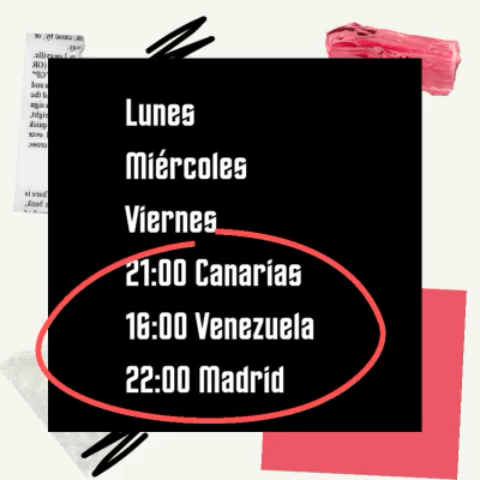 Lunes
Miércoles
Viernes
21:00 Canarias
16:00 Venezuela
22:00 Madrid